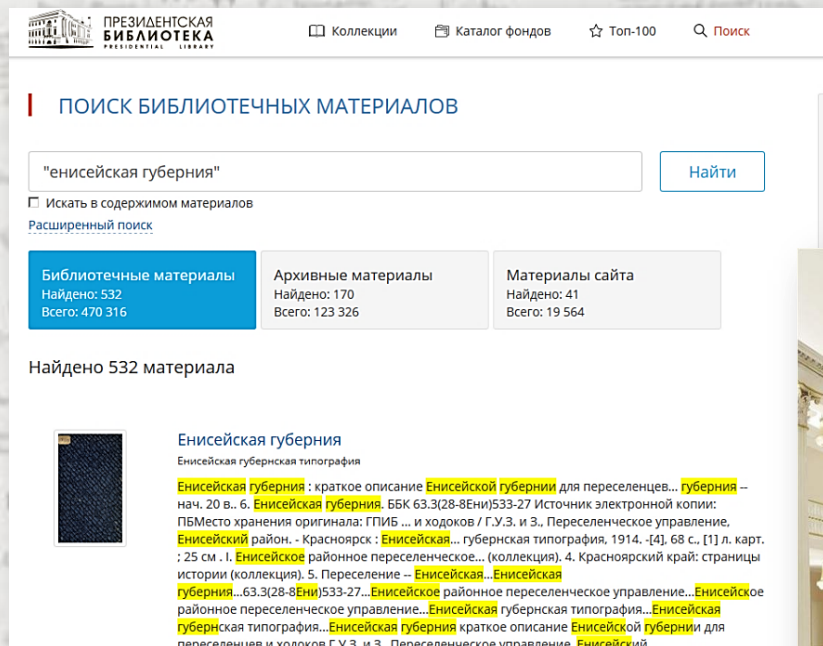 ПРЕЗИДЕНТСКАЯ
БИБЛИОТЕКА
PRESIDENTIAL LIBRARY
Коллекции
Каталог фондов
Топ-100
Поиск
ПОИСК БИБЛИОТЕЧНЫХ МАТЕРИАЛОВ
"енисейская губерния"
Найти
Искать в содержимом материалов
Расширенный поиск
Библиотечные материалы
Найдено: 532
Всего: 470 316
Архивные материалы
Найдено: 170
Всего: 123 326
Материалы сайта
Найдено: 41
Всего: 19 564
Найдено 532 материала
Енисейская губерния
Енисейская губернская типография
Енисейская губерния : краткое описание Енисейской губернии для переселенцев... губерния --
нач. 20 в.. 6. Енисейская губерния. ББК 63.3(28-8Ени)533-27 Источник электронной копии:
ПБМесто хранения оригинала: ГПИБ ... и ходоков / Г.У.З. и З., Переселенческое управление,
Енисейский район. - Красноярск : Енисейская... губернская типография, 1914. -[4], 68 с., [1] л. карт.
; 25 см . I. Енисейское районное переселенческое... (коллекция). 4. Красноярский край: страницы
истории (коллекция). 5. Переселение -- Енисейская...Енисейская
губерния...63.3(28-8Ени)533-27...Енисейское районное переселенческое управление...Енисейское
районное переселенческое управление...Енисейская губернская типография...Енисейская
губернская типография...Енисейская губерния краткое описание Енисейской губернии для
переселенцев и ходоков Г.У.З. и З., Переселенческое управление, Енисейский